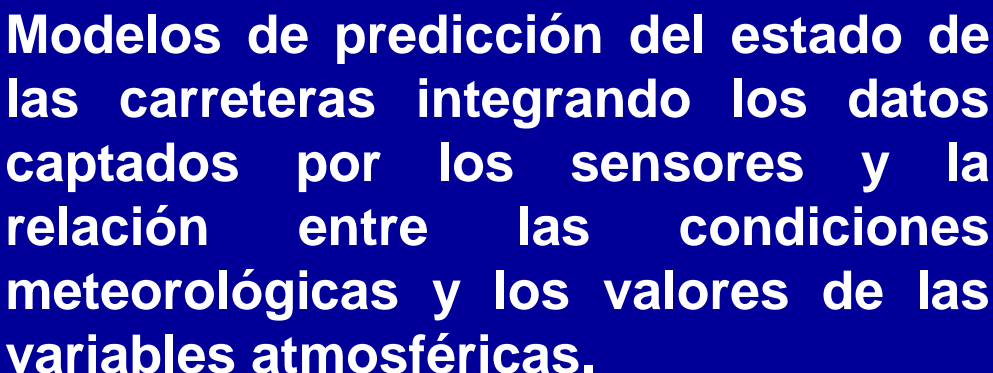 Modelos de predicción del estado de
las carreteras integrando los datos
captados por los sensores y la
relación entre las condiciones
meteorológicas y los valores de las
variables atmosféricas.